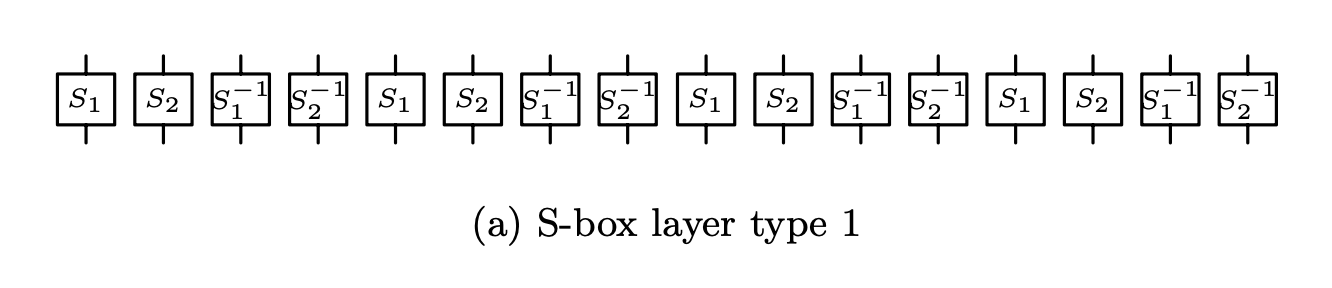 S₁ S₂ S₁⁻¹ S₂⁻¹ S₁ S₂ S₁⁻¹ S₂⁻¹ S₁ S₂ S₁⁻¹ S₂⁻¹ S₁ S₂ S₁⁻¹ S₂⁻¹
(a) S-box layer type 1